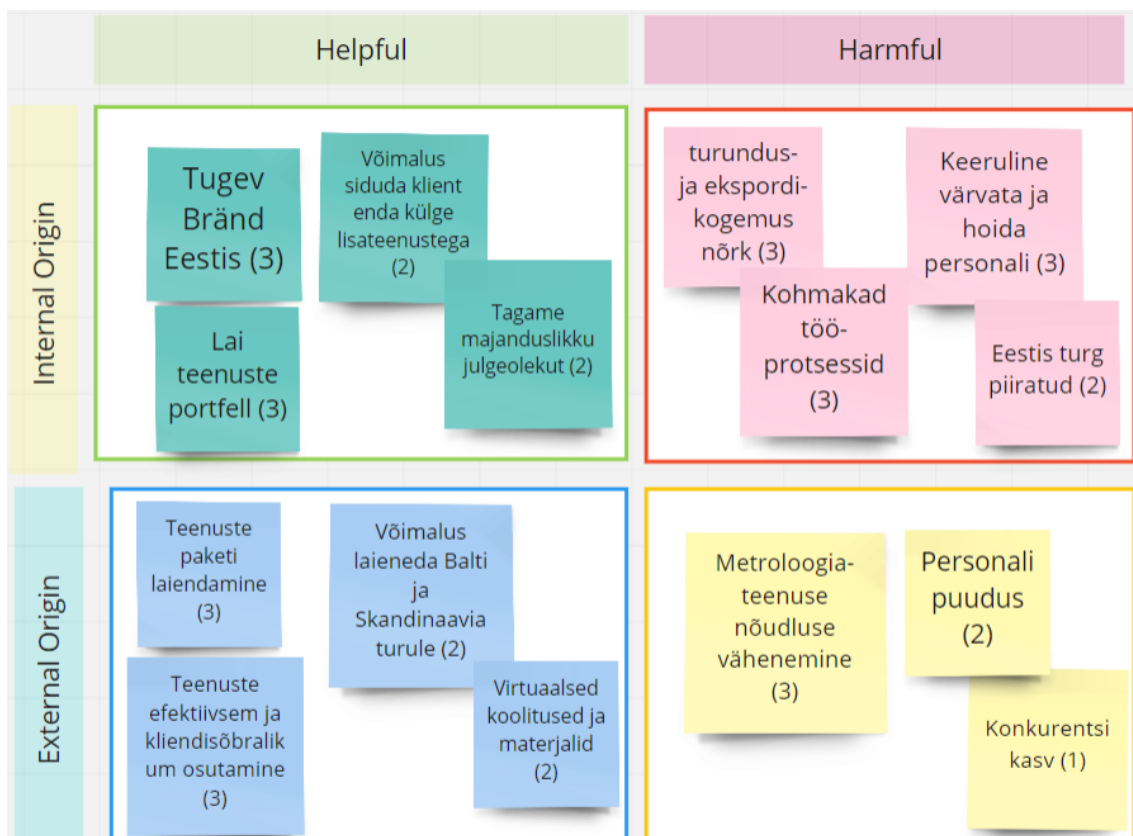 Helpful
Harmful
Internal Origin
Tugev
Bränd
Eestis (3)
Võimalus
siduda klient
enda külge
lisateenustega
(2)
Lai
teenuste
portfell (3)
Tagame
majanduslikku
julgeolekut (2)
turundus-
ja ekspordi-
kogemus
nõrk (3)
Keeruline
värvata ja
hoida
personali (3)
Kohmakad
töö-
protsessid
(3)
Eestis turg
piiratud (2)
External Origin
Teenuste
paketi
laiendamine
(3)
Võimalus
laieneda Balti
ja
Skandinaavia
turule (2)
Teenuste
efektiivsem ja
kliendisõbralik
um osutamine
(3)
Virtuaalsed
koolitused ja
materjalid
(2)
Metroloogia-
teenuse
nõudluse
vähenemine
(3)
Personali
puudus
(2)
Konkurentsi
kasv (1)